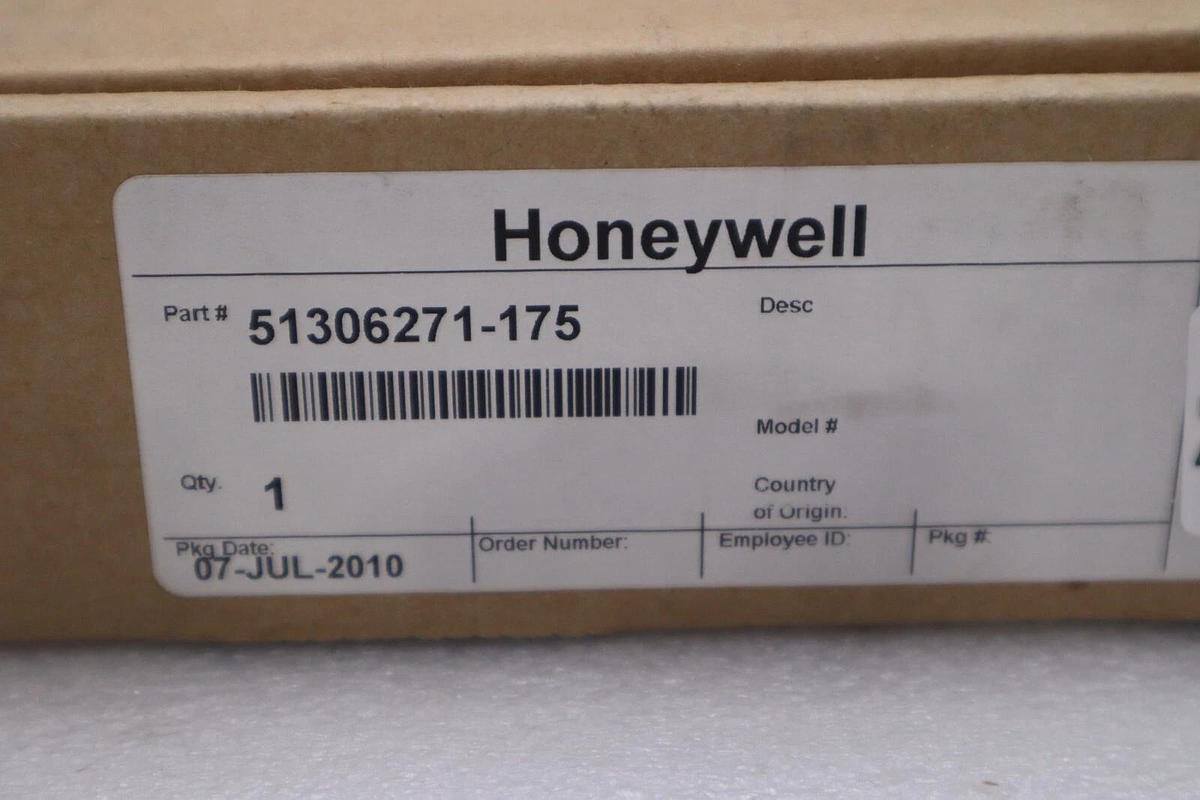 Honeywell
Part # 51306271-175
Desc
Model #
Qty. 1
Country
of Origin.
Pkg Date:
07-JUL-2010
Order Number:
Employee ID:
Pkg #: